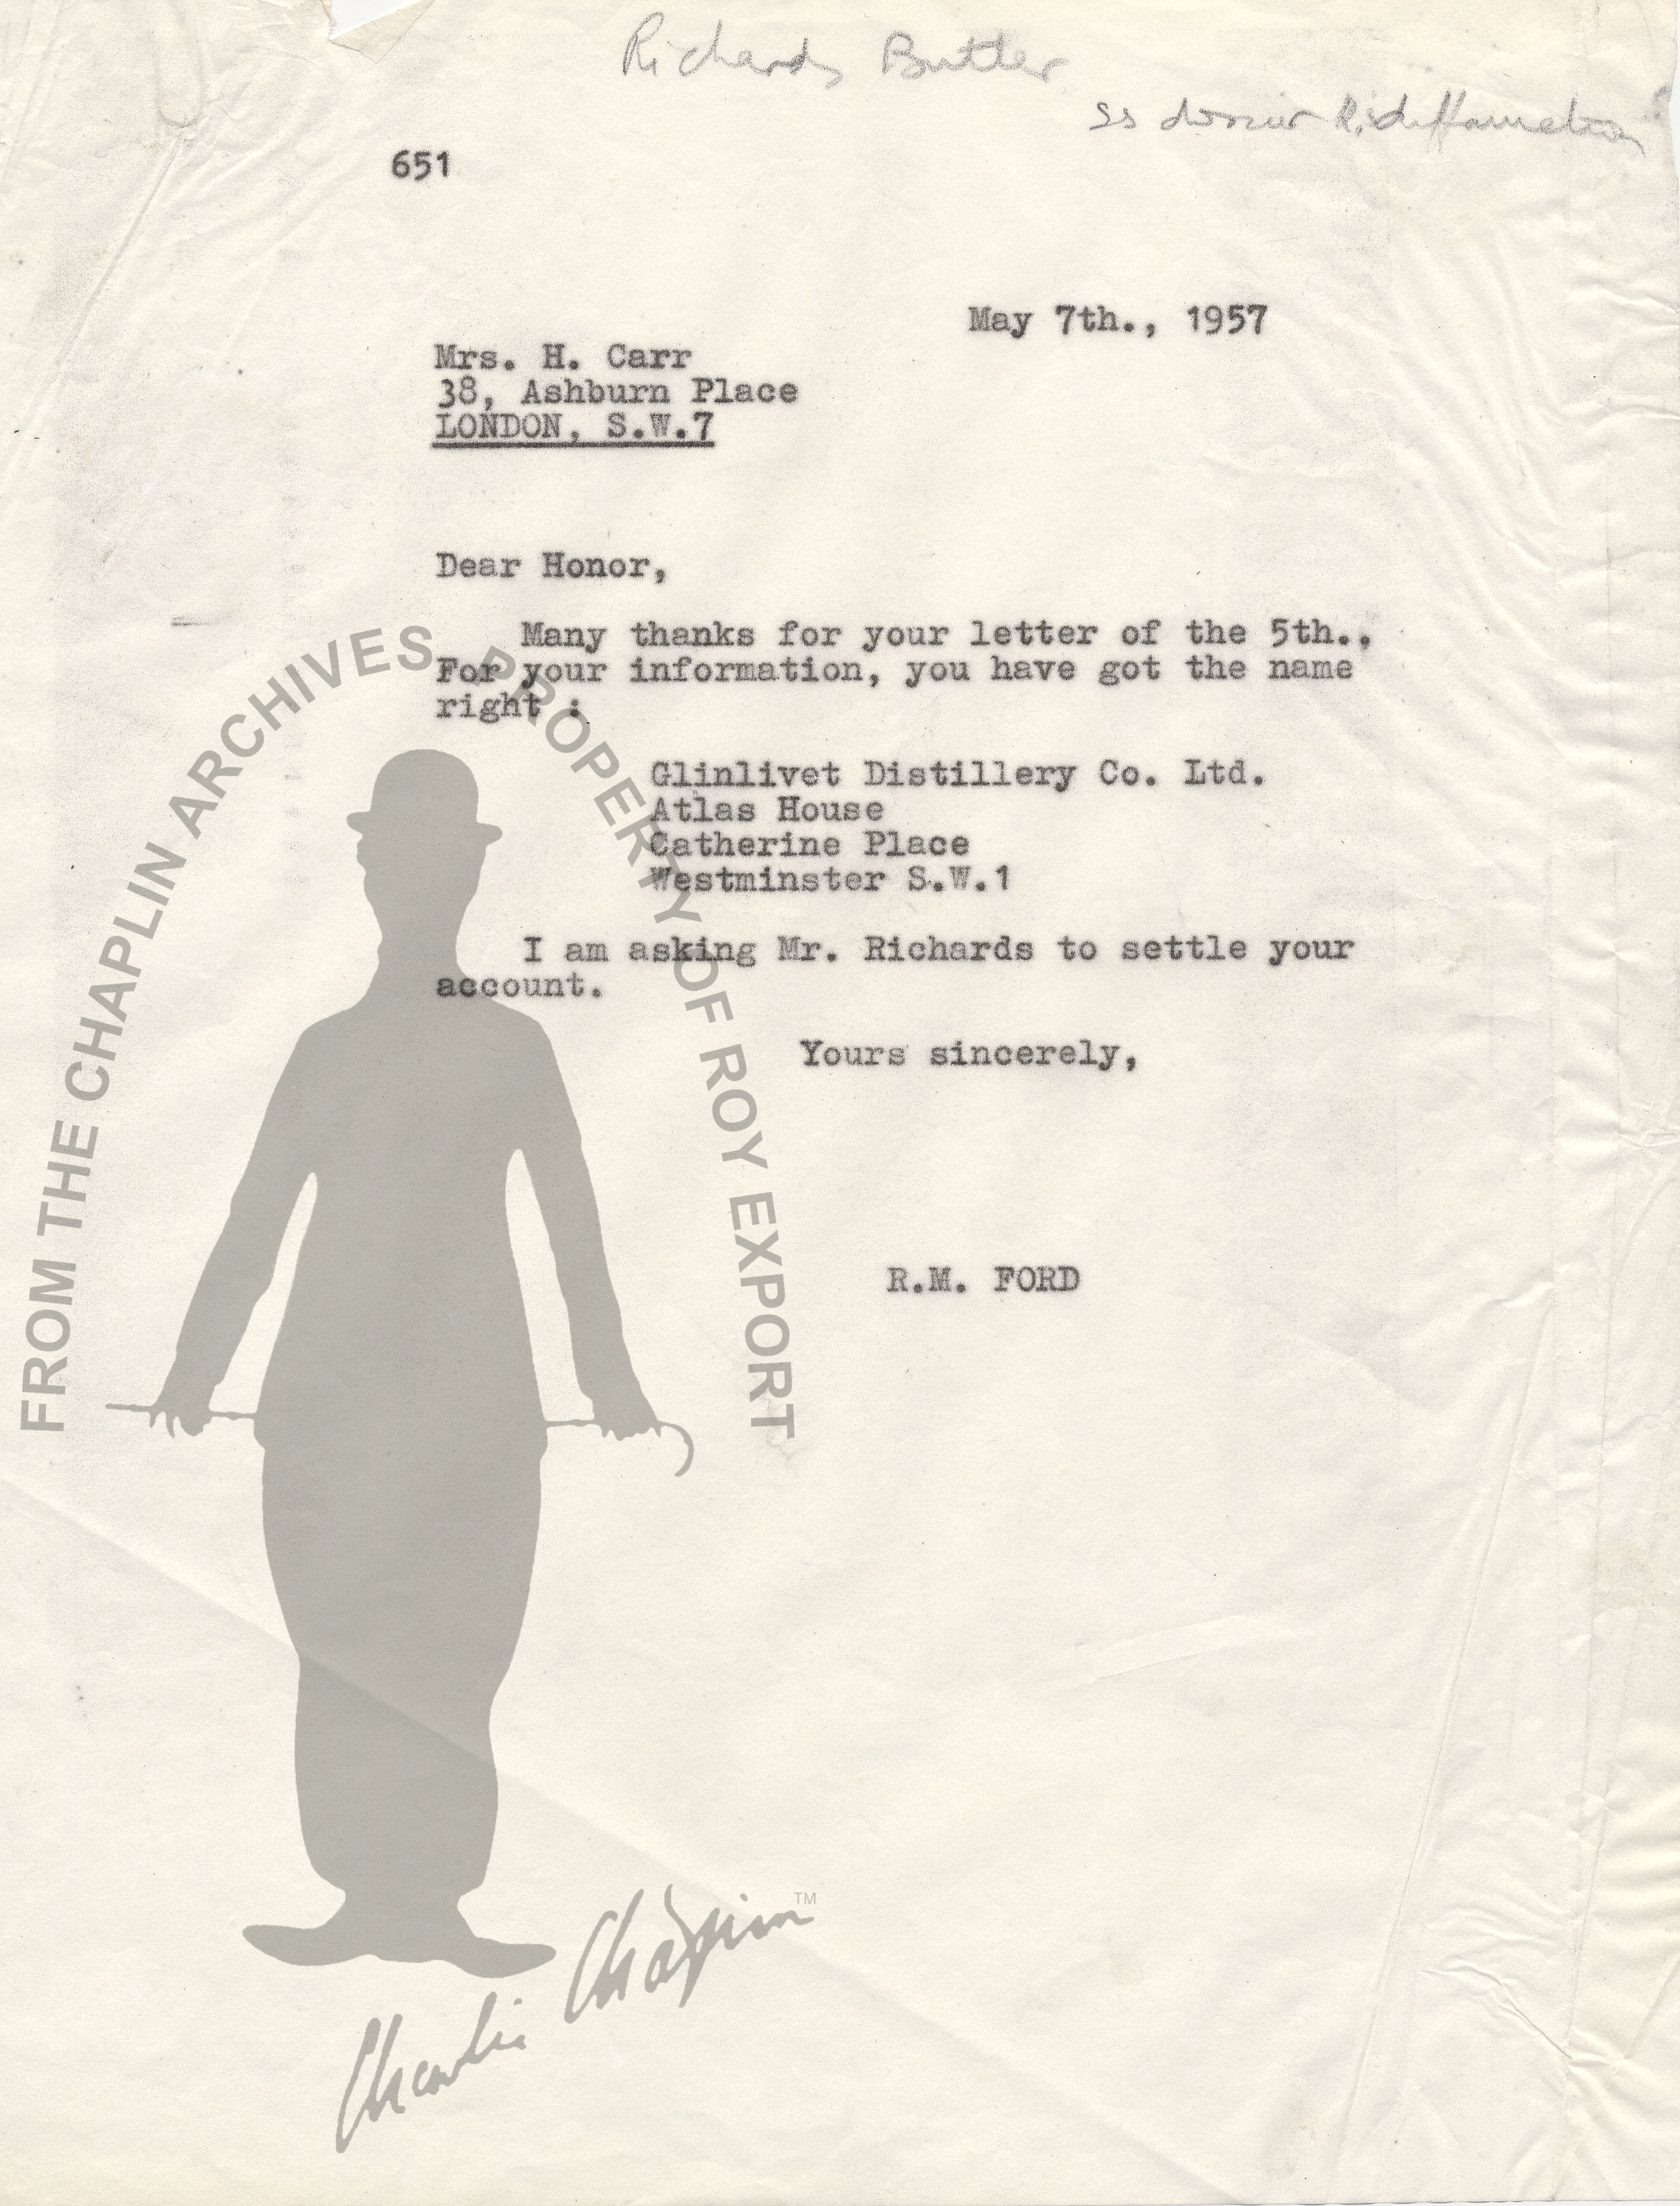 Richards Butler
ss dossier R. diffamation
651
May 7th., 1957
Mrs. H. Carr
38, Ashburn Place
LONDON, S.W.7
Dear Honor,
Many thanks for your letter of the 5th.,
For your information, you have got the name
right :
Glinlivet Distillery Co. Ltd.
Atlas House
Catherine Place
Westminster S.W.1
I am asking Mr. Richards to settle your
account.
Yours sincerely,
R.M. FORD
FROM THE CHAPLIN ARCHIVES PROPERTY OF ROY EXPORT
Charlie Chaplin TM